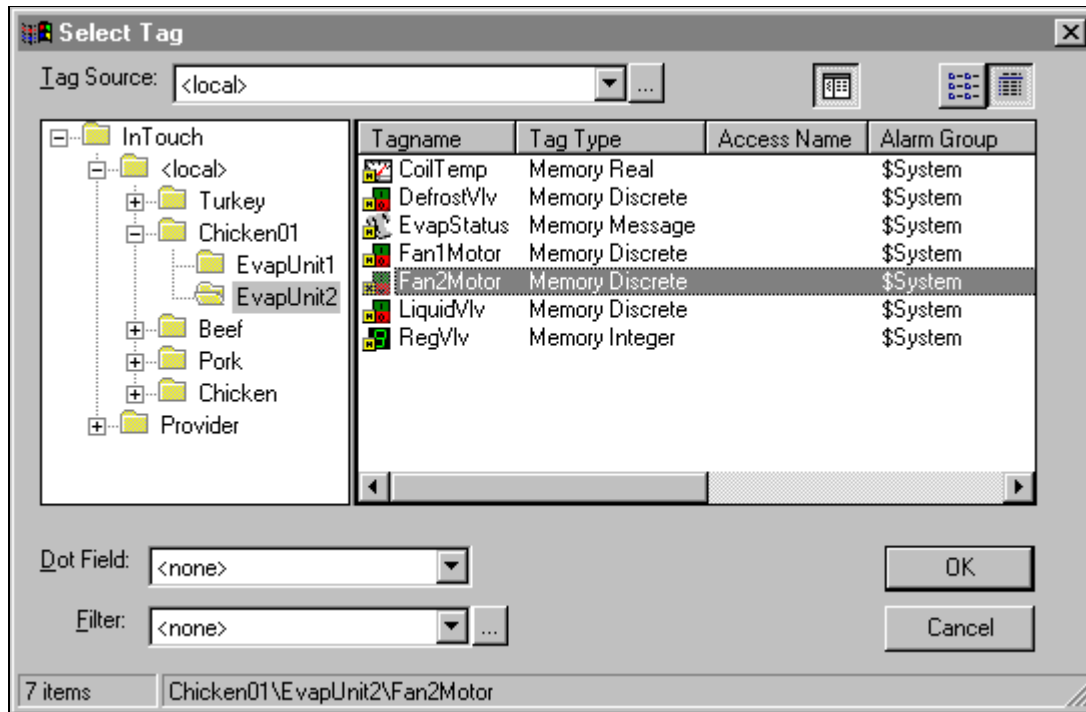 Select Tag
Tag Source: <local> ...
InTouch
<local>
Turkey
Chicken01
EvapUnit1
EvapUnit2
Beef
Pork
Chicken
Provider
Tagname Tag Type Access Name Alarm Group
CoilTemp Memory Real $System
DefrostVlv Memory Discrete $System
EvapStatus Memory Message $System
Fan1Motor Memory Discrete $System
Fan2Motor Memory Discrete $System
LiquidVlv Memory Discrete $System
RegVlv Memory Integer $System
Dot Field: <none>
OK
Filter: <none> ...
Cancel
7 items Chicken01\EvapUnit2\Fan2Motor